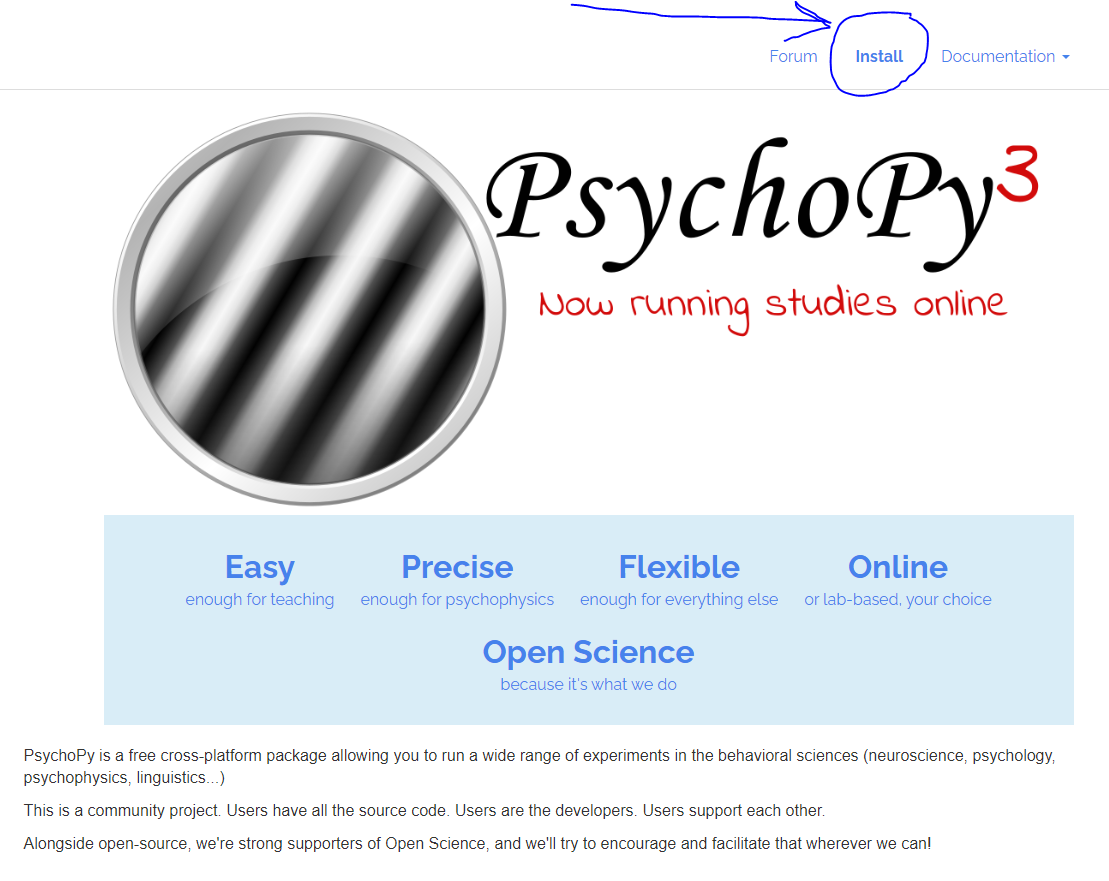 Forum Install Documentation
PsychoPy3
Now running studies online
Easy Precise Flexible Online
enough for teaching enough for psychophysics enough for everything else or lab-based, your choice
Open Science
because it's what we do
PsychoPy is a free cross-platform package allowing you to run a wide range of experiments in the behavioral sciences (neuroscience, psychology,
psychophysics, linguistics...)
This is a community project. Users have all the source code. Users are the developers. Users support each other.
Alongside open-source, we're strong supporters of Open Science, and we'll try to encourage and facilitate that wherever we can!